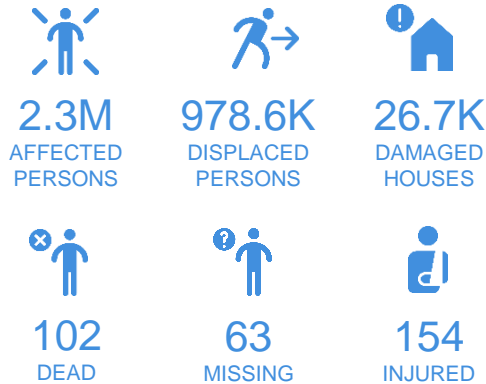 2.3M
AFFECTED
PERSONS
978.6K
DISPLACED
PERSONS
26.7K
DAMAGED
HOUSES
102
DEAD
63
MISSING
154
INJURED